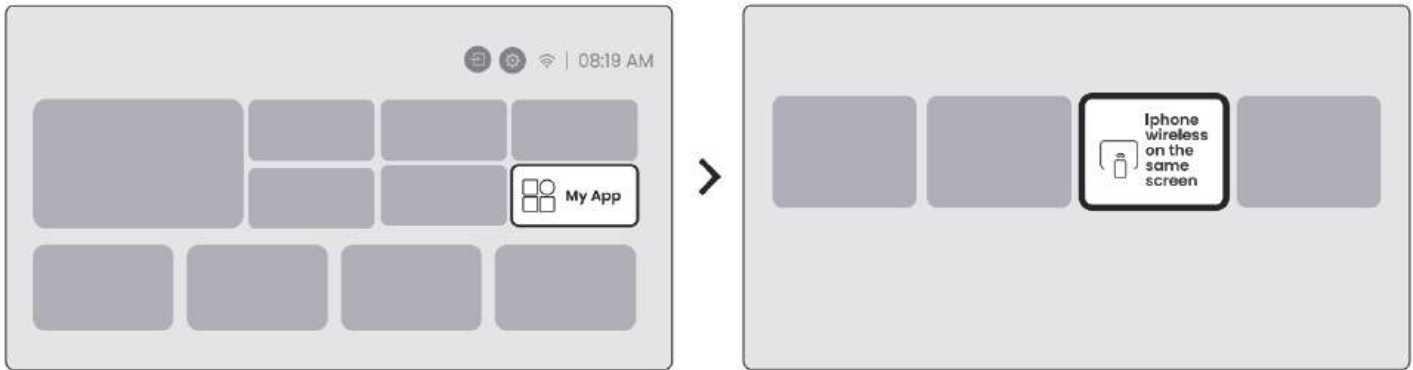 08:19 AM
My App
Iphone
wireless
on the
same
screen